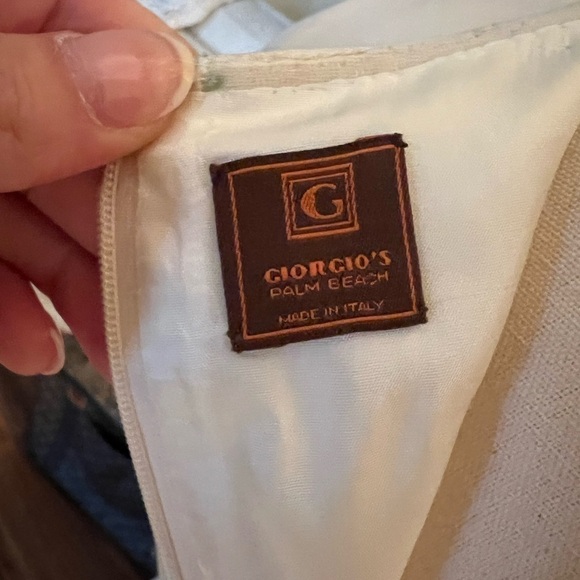 G
GIORGIO'S
PALM BEACH
MADE IN ITALY